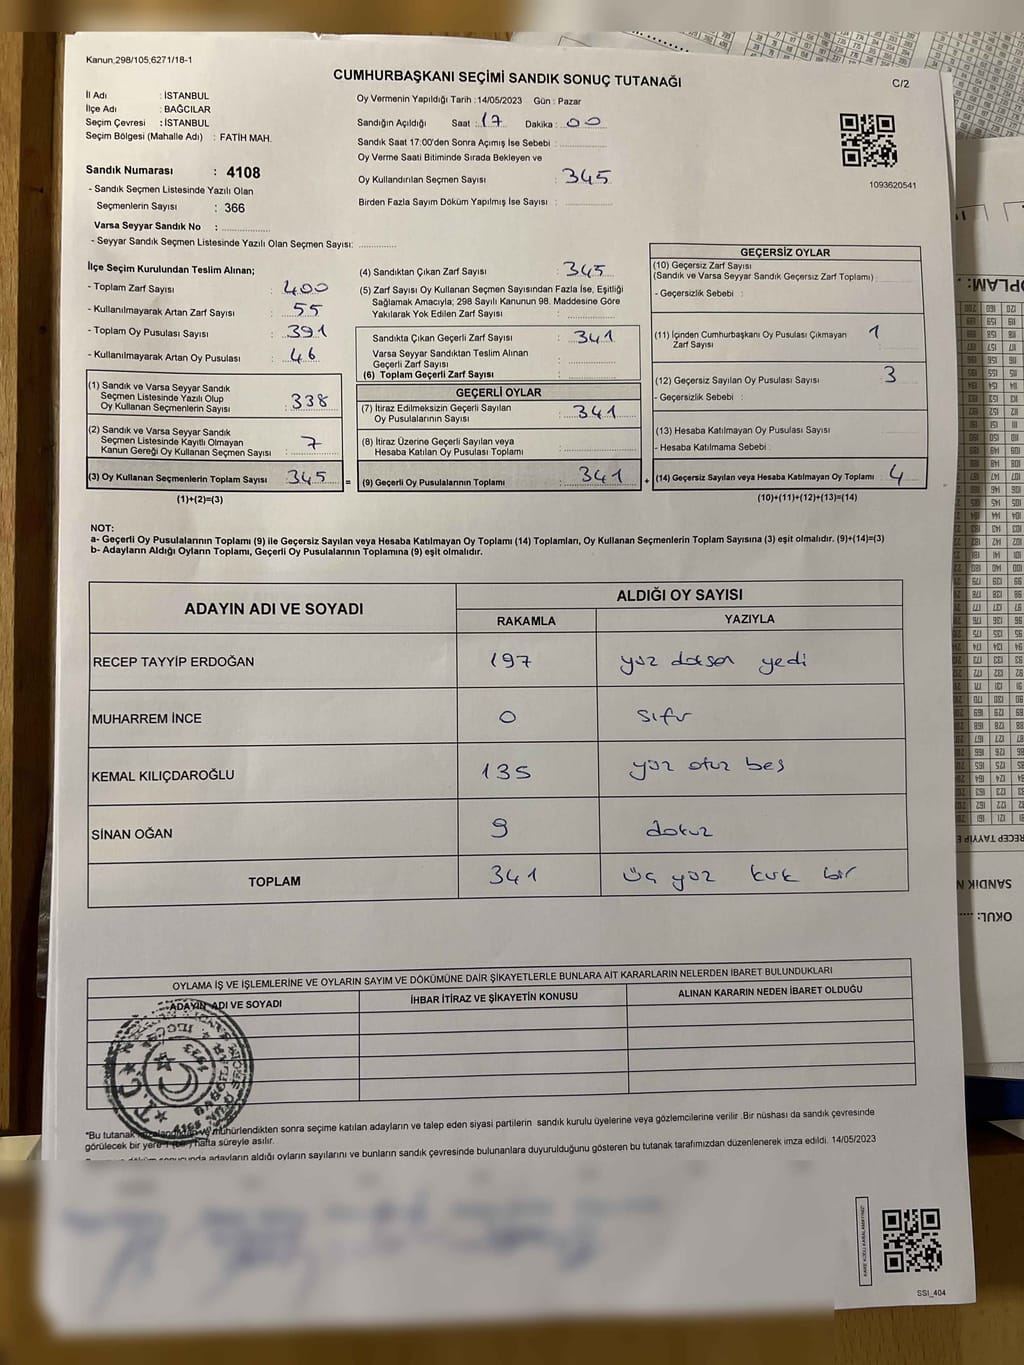 Kanun;298/105;6271/18-1
CUMHURBAŞKANI SEÇİMİ SANDIK SONUÇ TUTANAĞI
C/2
İl Adı : İSTANBUL
İlçe Adı : BAĞCILAR
Seçim Çevresi : İSTANBUL
Seçim Bölgesi (Mahalle Adı) : FATİH MAH.
Sandık Numarası : 4108
- Sandık Seçmen Listesinde Yazılı Olan
Seçmenlerin Sayısı : 366
Varsa Seyyar Sandık No :
- Seyyar Sandık Seçmen Listesinde Yazılı Olan Seçmen Sayısı:
Oy Vermenin Yapıldığı Tarih :14/05/2023 Gün : Pazar
Sandığın Açıldığı Saat : 17 Dakika : 00
Sandık Saat 17:00'den Sonra Açımış İse Sebebi :
Oy Verme Saati Bitiminde Sırada Bekleyen ve
Oy Kullandırılan Seçmen Sayısı : 345
Birden Fazla Sayım Döküm Yapılmış İse Sayısı :
1093620541
İlçe Seçim Kurulundan Teslim Alınan;
- Toplam Zarf Sayısı : 400
- Kullanılmayarak Artan Zarf Sayısı : 55
- Toplam Oy Pusulası Sayısı : 391
- Kullanılmayarak Artan Oy Pusulası : 46
(1) Sandık ve Varsa Seyyar Sandık
Seçmen Listesinde Yazılı Olup
Oy Kullanan Seçmenlerin Sayısı : 338
(2) Sandık ve Varsa Seyyar Sandık
Seçmen Listesinde Kayıtlı Olmayan
Kanun Gereği Oy Kullanan Seçmen Sayısı : 7
(3) Oy Kullanan Seçmenlerin Toplam Sayısı : 345 =
(1)+(2)=(3)
(4) Sandıktan Çıkan Zarf Sayısı : 345
(5) Zarf Sayısı Oy Kullanan Seçmen Sayısından Fazla İse, Eşitliği
Sağlamak Amacıyla; 298 Sayılı Kanunun 98. Maddesine Göre
Yakılarak Yok Edilen Zarf Sayısı :
Sandıkta Çıkan Geçerli Zarf Sayısı : 341
Varsa Seyyar Sandıktan Teslim Alınan
Geçerli Zarf Sayısı :
(6) Toplam Geçerli Zarf Sayısı :
GEÇERLİ OYLAR
(7) İtiraz Edilmeksizin Geçerli Sayılan
Oy Pusulalarının Sayısı : 341
(8) İtiraz Üzerine Geçerli Sayılan veya
Hesaba Katılan Oy Pusulası Toplamı :
(9) Geçerli Oy Pusulalarının Toplamı : 341 +
GEÇERSİZ OYLAR
(10) Geçersiz Zarf Sayısı
(Sandık ve Varsa Seyyar Sandık Geçersiz Zarf Toplamı) :
- Geçersizlik Sebebi :
(11) İçinden Cumhurbaşkanı Oy Pusulası Çıkmayan
Zarf Sayısı : 1
(12) Geçersiz Sayılan Oy Pusulası Sayısı : 3
- Geçersizlik Sebebi :
(13) Hesaba Katılmayan Oy Pusulası Sayısı :
- Hesaba Katılmama Sebebi :
(14) Geçersiz Sayılan veya Hesaba Katılmayan Oy Toplamı : 4
(10)+(11)+(12)+(13)=(14)
NOT:
a- Geçerli Oy Pusulalarının Toplamı (9) ile Geçersiz Sayılan veya Hesaba Katılmayan Oy Toplamı (14) Toplamları, Oy Kullanan Seçmenlerin Toplam Sayısına (3) eşit olmalıdır. (9)+(14)=(3)
b- Adayların Aldığı Oyların Toplamı, Geçerli Oy Pusulalarının Toplamına (9) eşit olmalıdır.
ADAYIN ADI VE SOYADI
ALDIĞI OY SAYISI
RAKAMLA YAZIYLA
RECEP TAYYİP ERDOĞAN 197 yüz doksan yedi
MUHARREM İNCE 0 sıfır
KEMAL KILIÇDAROĞLU 135 yüz otuz beş
SİNAN OĞAN 9 dokuz
TOPLAM 341 üç yüz kırk bir
OYLAMA İŞ VE İŞLEMLERİNE VE OYLARIN SAYIM VE DÖKÜMÜNE DAİR ŞİKAYETLERLE BUNLARA AİT KARARLARIN NELERDEN İBARET BULUNDUKLARI
ADAYIN ADI VE SOYADI İHBAR İTİRAZ VE ŞİKAYETİN KONUSU ALINAN KARARIN NEDEN İBARET OLDUĞU
T.C.
*Bu tutanak ve mühürlendikten sonra seçime katılan adayların ve talep eden siyasi partilerin sandık kurulu üyelerine veya gözlemcilerine verilir .Bir nüshası da sandık çevresinde
görülecek bir yere 1 (bir) hafta süreyle asılır.
adayların aldığı oyların sayılarını ve bunların sandık çevresinde bulunanlara duyurulduğunu gösteren bu tutanak tarafımızdan düzenlenerek imza edildi. 14/05/2023
SSI_404
TOPLAM:
RECEP TAYYİP E
SANDIK N
OKUL: